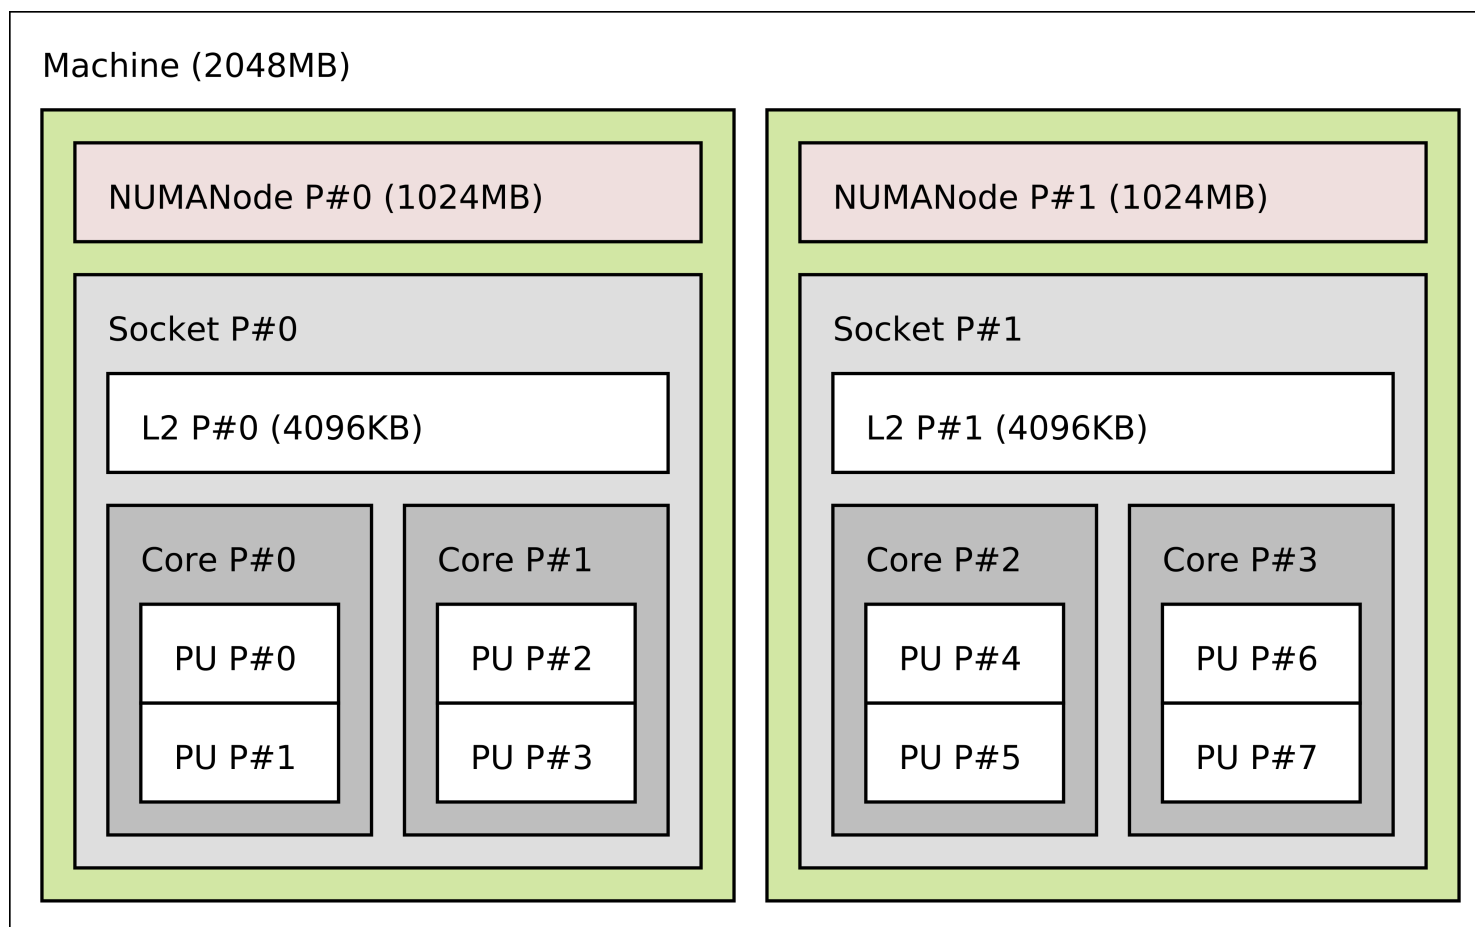 Machine (2048MB)
NUMANode P#0 (1024MB)
Socket P#0
L2 P#0 (4096KB)
Core P#0
PU P#0
PU P#1
Core P#1
PU P#2
PU P#3
NUMANode P#1 (1024MB)
Socket P#1
L2 P#1 (4096KB)
Core P#2
PU P#4
PU P#5
Core P#3
PU P#6
PU P#7